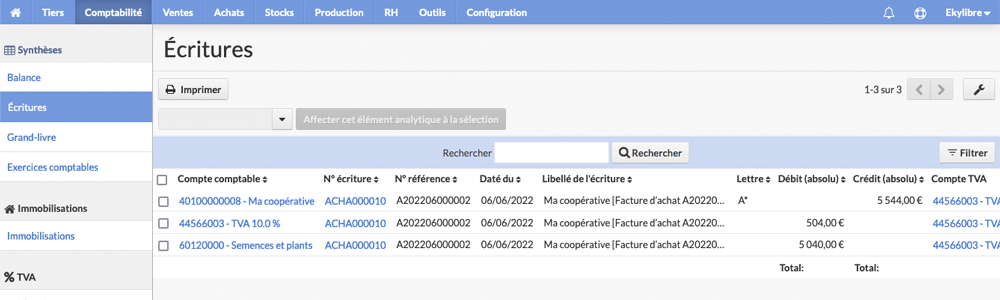 Tiers Comptabilité Ventes Achats Stocks Production RH Outils Configuration Ekylibre
Synthèses
Balance
Écritures
Grand-livre
Exercices comptables
Immobilisations
Immobilisations
TVA
Écritures
Imprimer 1-3 sur 3
Affecter cet élément analytique à la sélection
Rechercher Rechercher Filtrer
Compte comptable N° écriture N° référence Daté du Libellé de l'écriture Lettre Débit (absolu) Crédit (absolu) Compte TVA
40100000008 - Ma coopérative ACHA000010 A202206000002 06/06/2022 Ma coopérative [Facture d'achat A20220... A* 5 544,00 € 44566003 - TVA
44566003 - TVA 10.0 % ACHA000010 A202206000002 06/06/2022 Ma coopérative [Facture d'achat A20220... 504,00 € 44566003 - TVA
60120000 - Semences et plants ACHA000010 A202206000002 06/06/2022 Ma coopérative [Facture d'achat A20220... 5 040,00 € 44566003 - TVA
Total: Total: